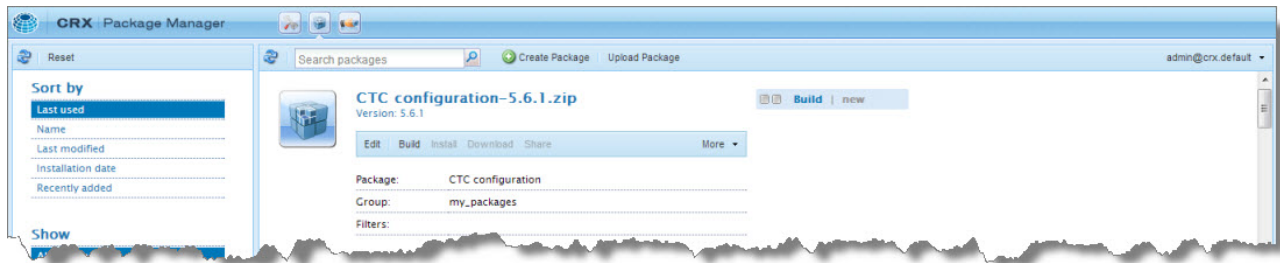 CRX Package Manager
Reset
Search packages
Create Package
Upload Package
admin@crx.default
Sort by
Last used
Name
Last modified
Installation date
Recently added
Show
CTC configuration-5.6.1.zip
Version: 5.6.1
Build | new
Edit Build Install Download Share More
Package: CTC configuration
Group: my_packages
Filters: